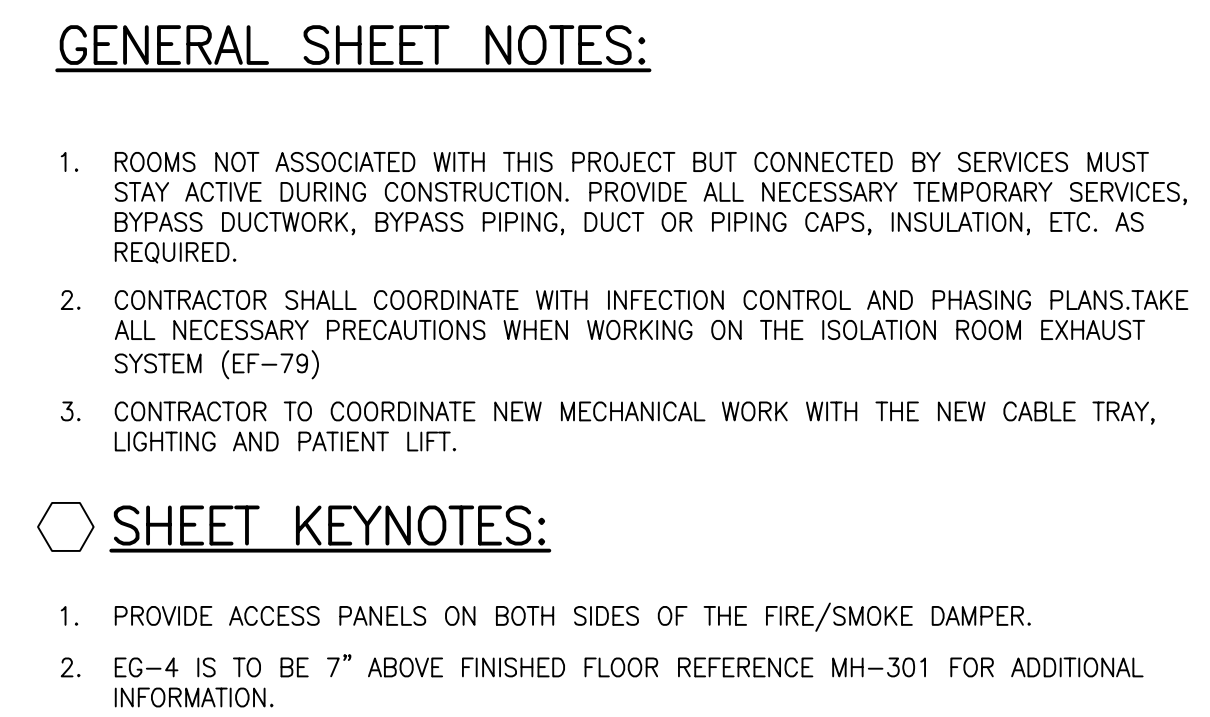 GENERAL SHEET NOTES:
1. ROOMS NOT ASSOCIATED WITH THIS PROJECT BUT CONNECTED BY SERVICES MUST
STAY ACTIVE DURING CONSTRUCTION. PROVIDE ALL NECESSARY TEMPORARY SERVICES,
BYPASS DUCTWORK, BYPASS PIPING, DUCT OR PIPING CAPS, INSULATION, ETC. AS
REQUIRED.
2. CONTRACTOR SHALL COORDINATE WITH INFECTION CONTROL AND PHASING PLANS.TAKE
ALL NECESSARY PRECAUTIONS WHEN WORKING ON THE ISOLATION ROOM EXHAUST
SYSTEM (EF-79)
3. CONTRACTOR TO COORDINATE NEW MECHANICAL WORK WITH THE NEW CABLE TRAY,
LIGHTING AND PATIENT LIFT.
SHEET KEYNOTES:
1. PROVIDE ACCESS PANELS ON BOTH SIDES OF THE FIRE/SMOKE DAMPER.
2. EG-4 IS TO BE 7” ABOVE FINISHED FLOOR REFERENCE MH-301 FOR ADDITIONAL
INFORMATION.